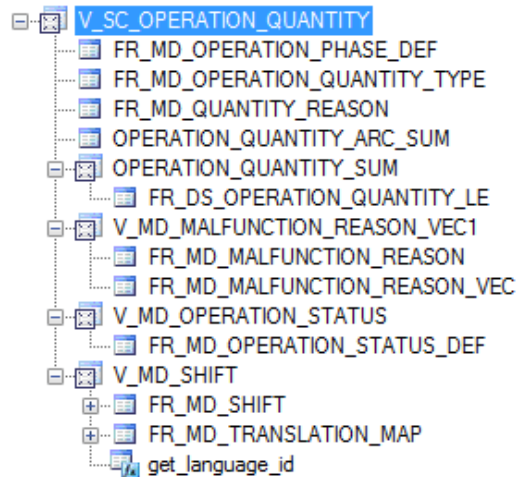 V_SC_OPERATION_QUANTITY
FR_MD_OPERATION_PHASE_DEF
FR_MD_OPERATION_QUANTITY_TYPE
FR_MD_QUANTITY_REASON
OPERATION_QUANTITY_ARC_SUM
OPERATION_QUANTITY_SUM
FR_DS_OPERATION_QUANTITY_LE
V_MD_MALFUNCTION_REASON_VEC1
FR_MD_MALFUNCTION_REASON
FR_MD_MALFUNCTION_REASON_VEC
V_MD_OPERATION_STATUS
FR_MD_OPERATION_STATUS_DEF
V_MD_SHIFT
FR_MD_SHIFT
FR_MD_TRANSLATION_MAP
get_language_id